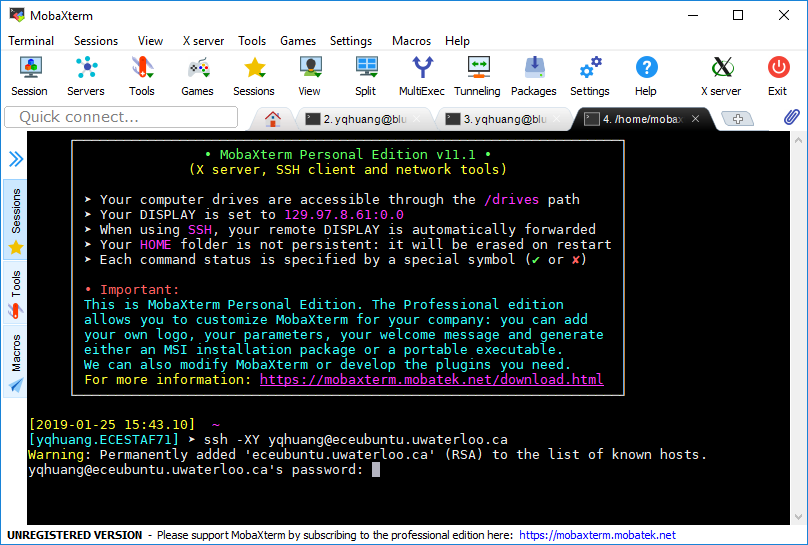 MobaXterm
Terminal Sessions View X server Tools Games Settings Macros Help
Session Servers Tools Games Sessions View Split MultiExec Tunneling Packages Settings Help X server Exit
Quick connect...
2. yqhuang@blu
3. yqhuang@blu
4. /home/mobax
Sessions
Tools
Macros
• MobaXterm Personal Edition v11.1 •
(X server, SSH client and network tools)
➤ Your computer drives are accessible through the /drives path
➤ Your DISPLAY is set to 129.97.8.61:0.0
➤ When using SSH, your remote DISPLAY is automatically forwarded
➤ Your HOME folder is not persistent: it will be erased on restart
➤ Each command status is specified by a special symbol (✔ or ✘)
• Important:
This is MobaXterm Personal Edition. The Professional edition
allows you to customize MobaXterm for your company: you can add
your own logo, your parameters, your welcome message and generate
either an MSI installation package or a portable executable.
We can also modify MobaXterm or develop the plugins you need.
For more information: https://mobaxterm.mobatek.net/download.html
[2019-01-25 15:43.10] ~
[yqhuang.ECESTAF71] ➤ ssh -XY yqhuang@eceubuntu.uwaterloo.ca
Warning: Permanently added 'eceubuntu.uwaterloo.ca' (RSA) to the list of known hosts.
yqhuang@eceubuntu.uwaterloo.ca's password:
UNREGISTERED VERSION - Please support MobaXterm by subscribing to the professional edition here: https://mobaxterm.mobatek.net